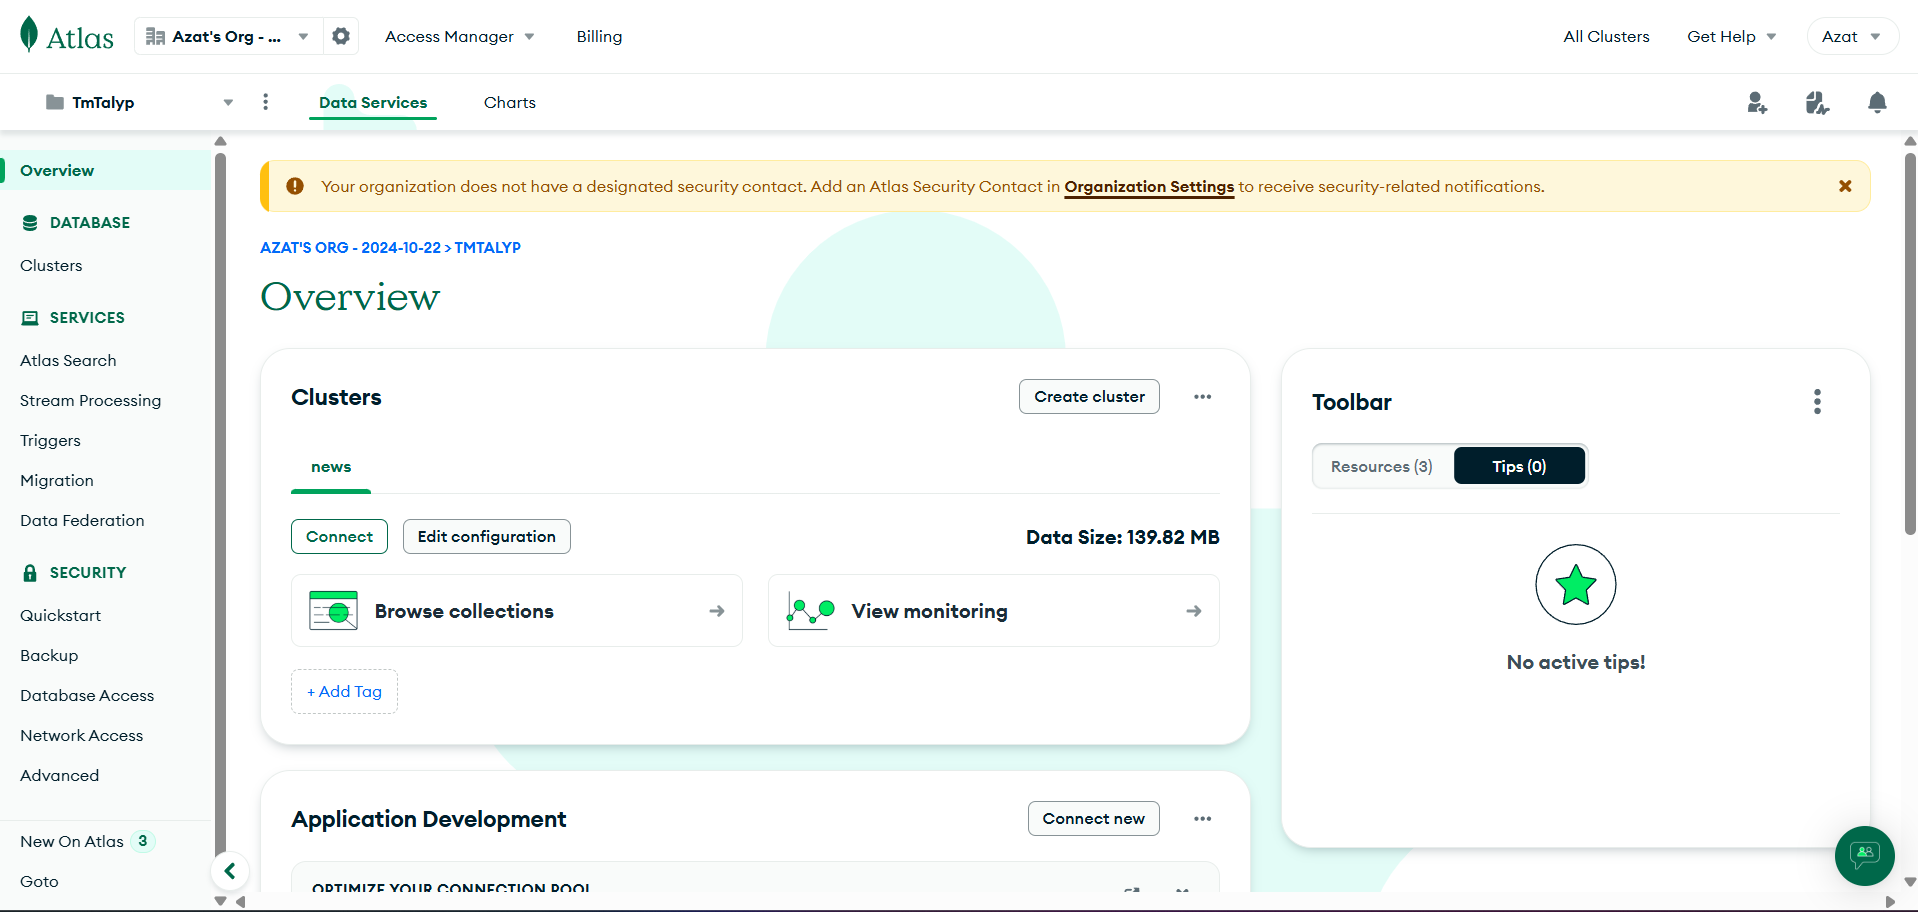 Atlas
Azat's Org - ...
Access Manager
Billing
All Clusters
Get Help
Azat
TmTalyp
Data Services
Charts
Overview
DATABASE
Clusters
SERVICES
Atlas Search
Stream Processing
Triggers
Migration
Data Federation
SECURITY
Quickstart
Backup
Database Access
Network Access
Advanced
New On Atlas 3
Goto
Your organization does not have a designated security contact. Add an Atlas Security Contact in Organization Settings to receive security-related notifications.
AZAT'S ORG - 2024-10-22 > TMTALYP
Overview
Clusters
Create cluster
news
Connect
Edit configuration
Data Size: 139.82 MB
Browse collections
View monitoring
+ Add Tag
Application Development
Connect new
OPTIMIZE YOUR CONNECTION POOL
Toolbar
Resources (3)
Tips (0)
No active tips!